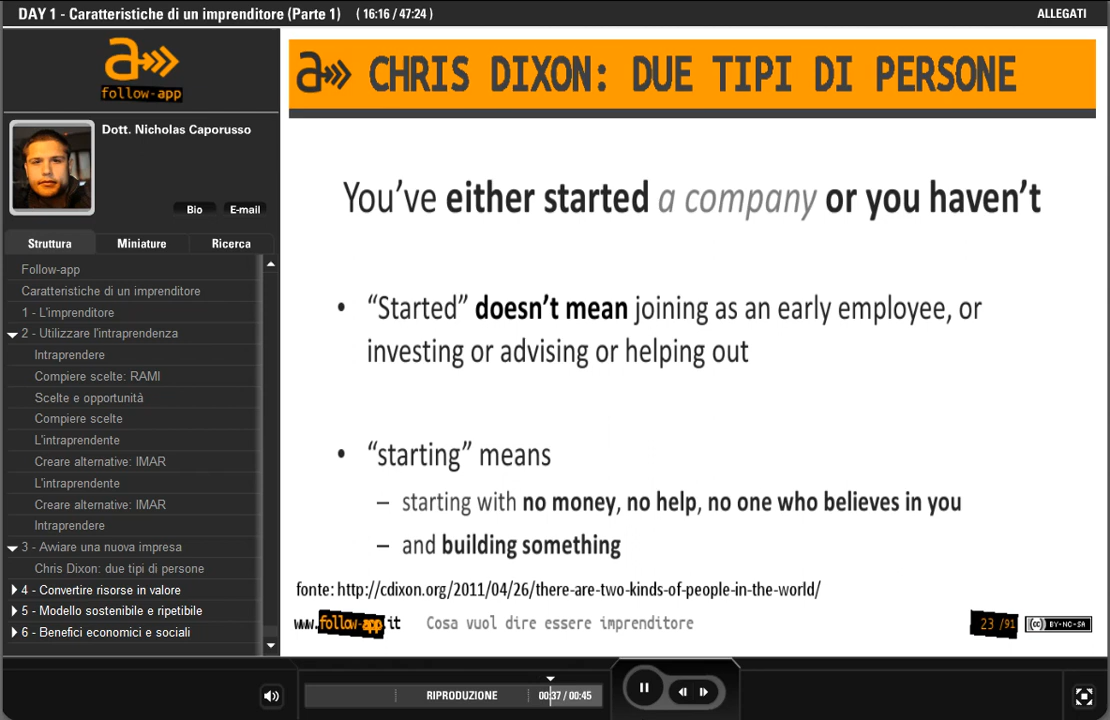 DAY 1 - Caratteristiche di un imprenditore (Parte 1) ( 16:16 / 47:24 )
ALLEGATI
a
follow-app
Dott. Nicholas Caporusso
Bio E-mail
Struttura Miniature Ricerca
Follow-app
Caratteristiche di un imprenditore
1 - L'imprenditore
2 - Utilizzare l'intraprendenza
Intraprendere
Compiere scelte: RAMI
Scelte e opportunità
Compiere scelte
L'intraprendente
Creare alternative: IMAR
L'intraprendente
Creare alternative: IMAR
Intraprendere
3 - Avviare una nuova impresa
Chris Dixon: due tipi di persone
4 - Convertire risorse in valore
5 - Modello sostenibile e ripetibile
6 - Benefici economici e sociali
a CHRIS DIXON: DUE TIPI DI PERSONE
You've either started a company or you haven't
• “Started” doesn't mean joining as an early employee, or
investing or advising or helping out
• “starting” means
– starting with no money, no help, no one who believes in you
– and building something
fonte: http://cdixon.org/2011/04/26/there-are-two-kinds-of-people-in-the-world/
www.follow-app.it Cosa vuol dire essere imprenditore
23 /91
cc BY-NC-SA
RIPRODUZIONE 00:37 / 00:45